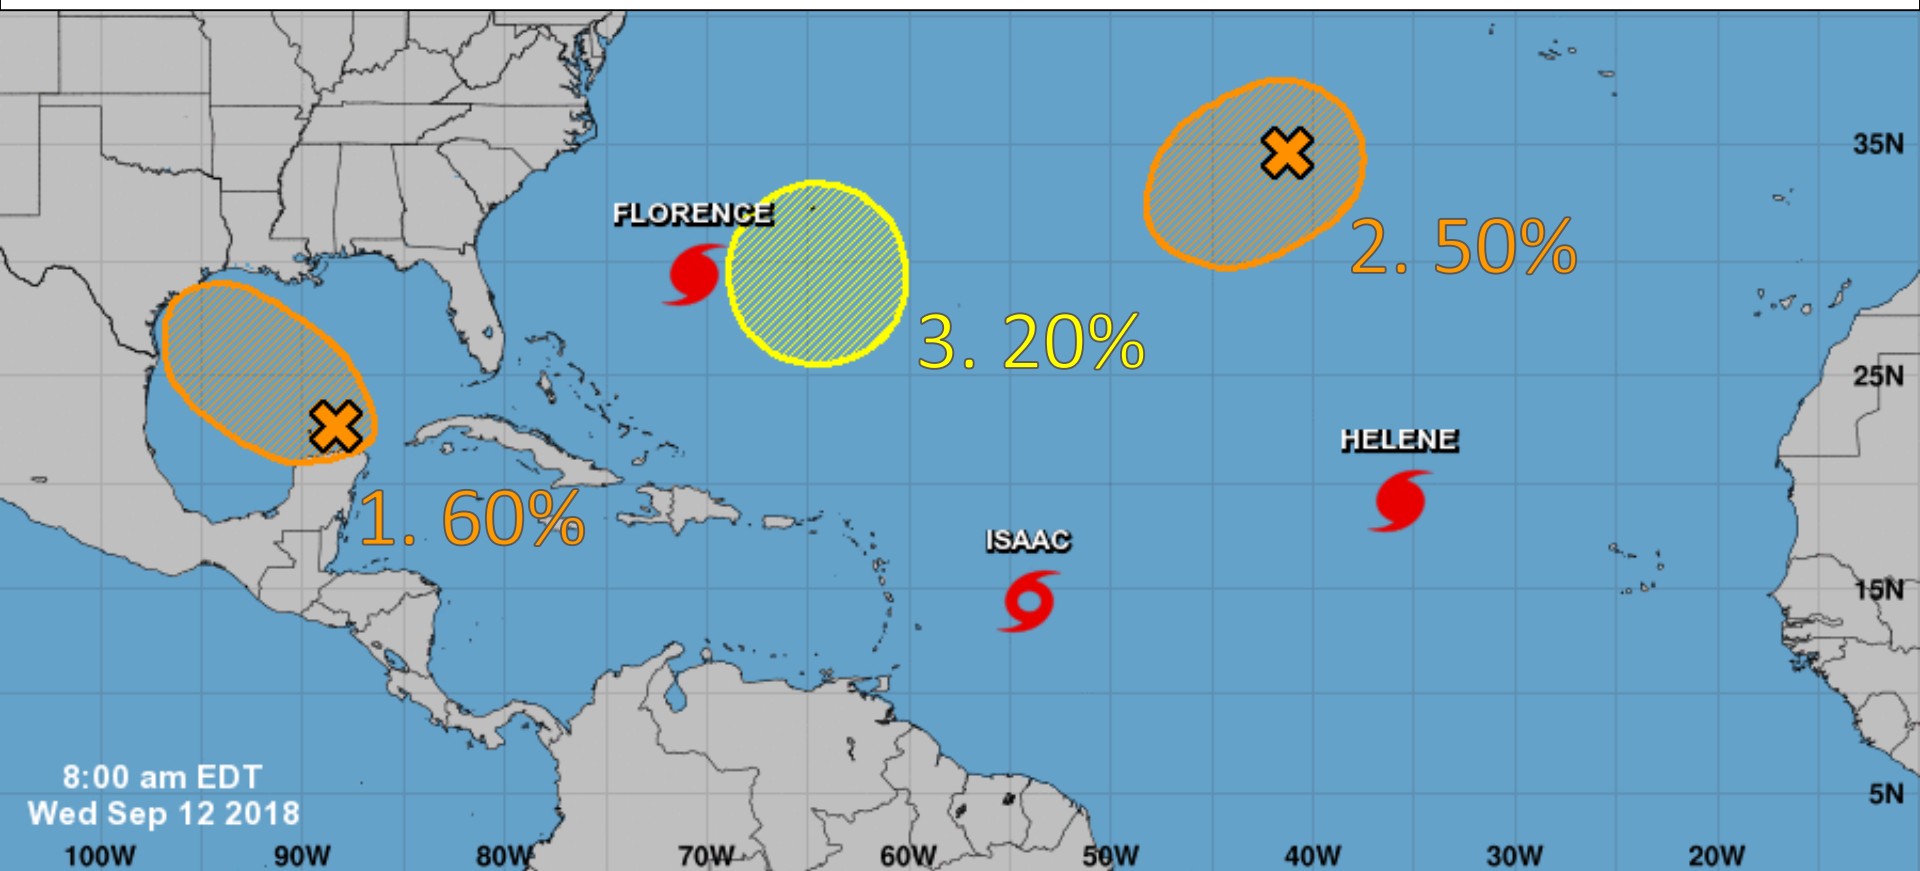 35N
FLORENCE
2. 50%
3. 20%
25N
HELENE
1. 60%
ISAAC
15N
8:00 am EDT
Wed Sep 12 2018
5N
100W 90W 80W 70W 60W 50W 40W 30W 20W